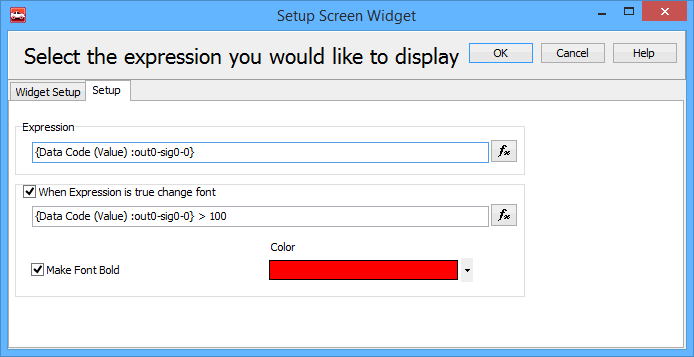 Setup Screen Widget
Select the expression you would like to display
OK
Cancel
Help
Widget Setup
Setup
Expression
{Data Code (Value) :out0-sig0-0}
fx
When Expression is true change font
{Data Code (Value) :out0-sig0-0} > 100
fx
Color
Make Font Bold